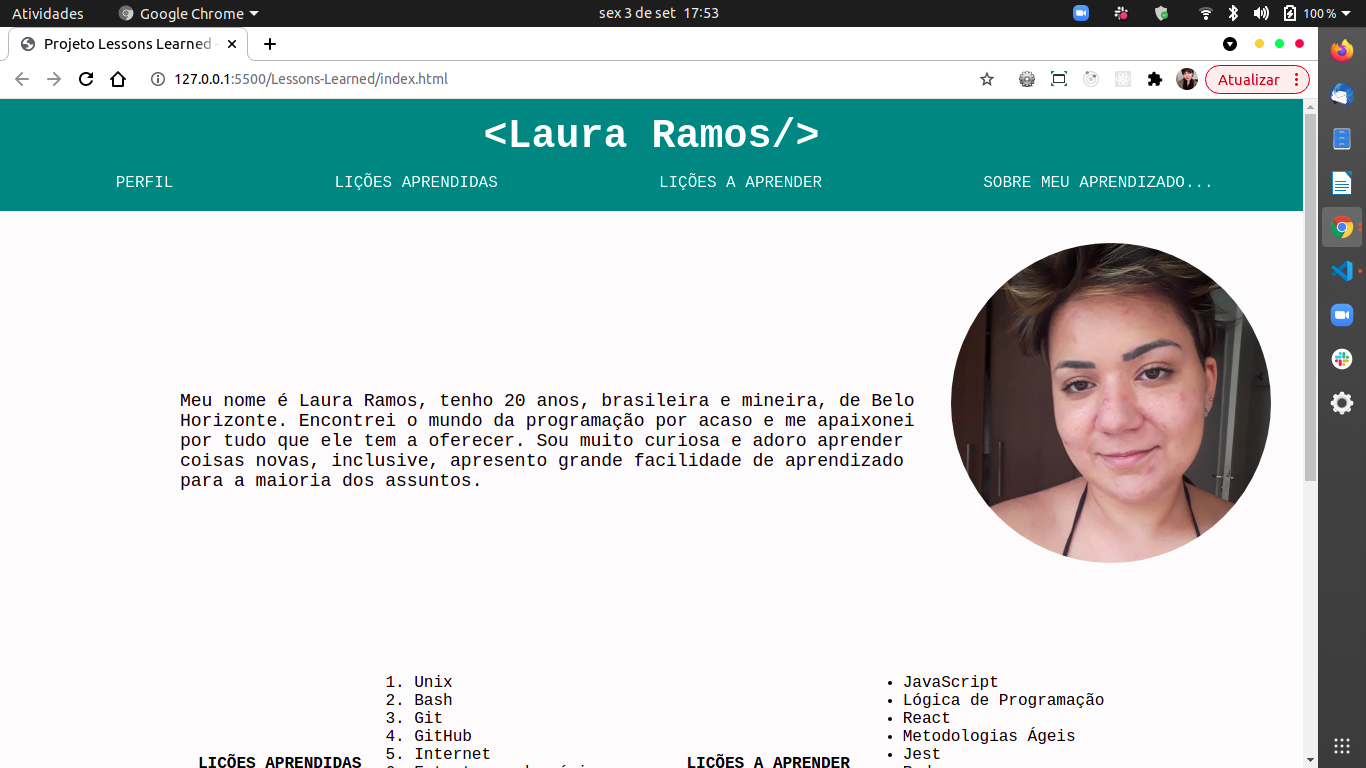 Atividades
Google Chrome
sex 3 de set 17:53
100 %
Projeto Lessons Learned
127.0.0.1:5500/Lessons-Learned/index.html
Atualizar
<Laura Ramos/>
PERFIL
LIÇÕES APRENDIDAS
LIÇÕES A APRENDER
SOBRE MEU APRENDIZADO...
Meu nome é Laura Ramos, tenho 20 anos, brasileira e mineira, de Belo
Horizonte. Encontrei o mundo da programação por acaso e me apaixonei
por tudo que ele tem a oferecer. Sou muito curiosa e adoro aprender
coisas novas, inclusive, apresento grande facilidade de aprendizado
para a maioria dos assuntos.
LIÇÕES APRENDIDAS
1. Unix
2. Bash
3. Git
4. GitHub
5. Internet
LIÇÕES A APRENDER
• JavaScript
• Lógica de Programação
• React
• Metodologias Ágeis
• Jest